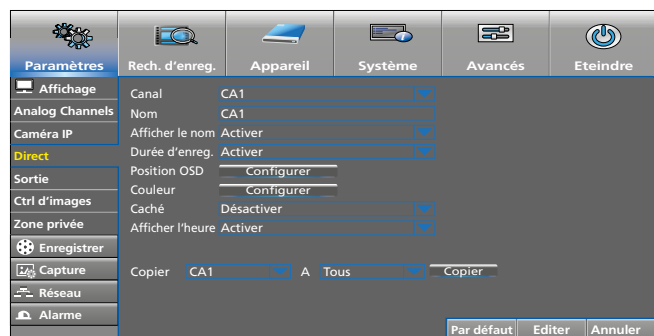 Paramètres Rech. d'enreg. Appareil Système Avancés Eteindre
Affichage
Analog Channels
Caméra IP
Direct
Sortie
Ctrl d'images
Zone privée
Enregistrer
Capture
Réseau
Alarme
Canal CA1
Nom CA1
Afficher le nom Activer
Durée d'enreg. Activer
Position OSD Configurer
Couleur Configurer
Caché Désactiver
Afficher l'heure Activer
Copier CA1 A Tous Copier
Par défaut Editer Annuler